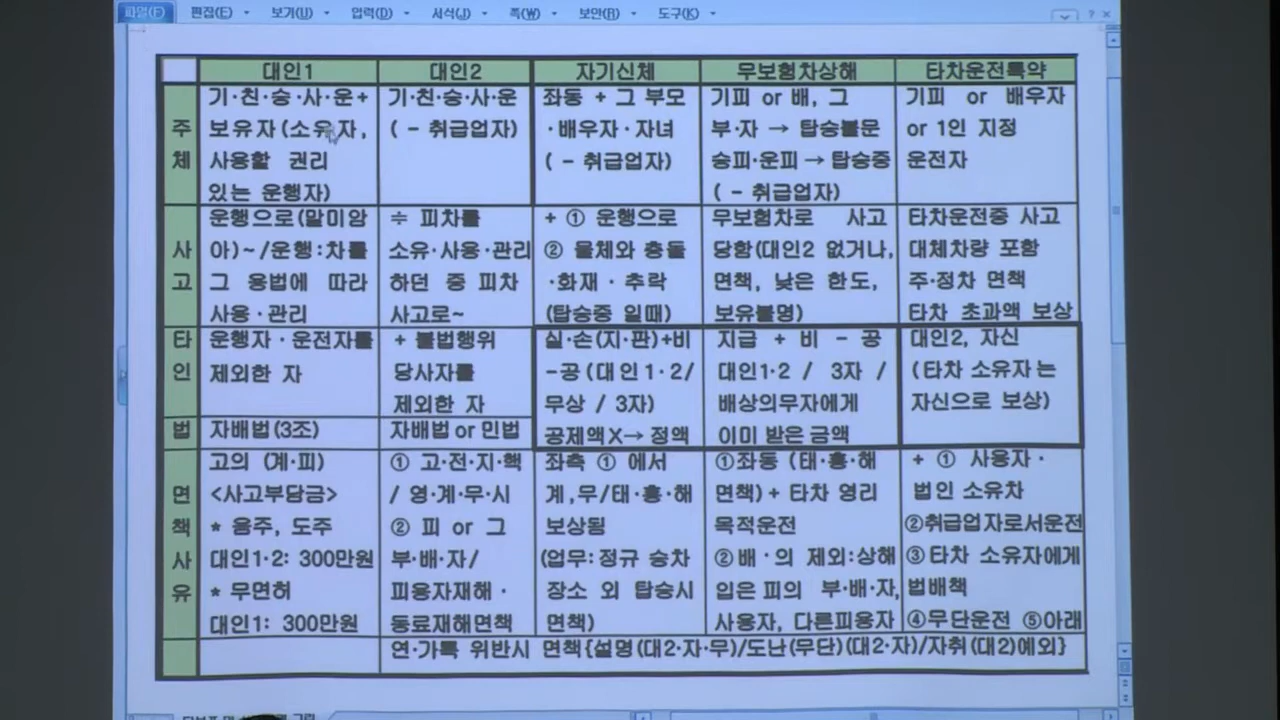 파일(F) 편집(E) 보기(U) 입력(D) 서식(J) 쪽(W) 보안(R) 도구(K)
대인1 대인2 자기신체 무보험차상해 타차운전특약
주체
기·친·승·사·운+
보유자(소유자,
사용할 권리
있는 운행자)
기·친·승·사·운
( - 취급업자)
좌동 + 그 부모
·배우자·자녀
( - 취급업자)
기피 or 배, 그
부·자 → 탑승불문
승피·운피 → 탑승중
( - 취급업자)
기피 or 배우자
or 1인 지정
운전자
사고
운행으로(말미암
아)~/운행:차를
그 용법에 따라
사용·관리
÷ 피차를
소유·사용·관리
하던 중 피차
사고로~
+ ① 운행으로
② 물체와 충돌
·화재·추락
(탑승중 일때)
무보험차로 사고
당함(대인2 없거나,
면책, 낮은 한도,
보유불명)
타차운전중 사고
대체차량 포함
주·정차 면책
타차 초과액 보상
타인
운행자·운전자를
제외한 자
+ 불법행위
당사자를
제외한 자
실·손(지·판)+비
-공(대인1·2/
무상 / 3자)
공제액X→ 정액
지급 + 비 - 공
대인1·2 / 3자 /
배상의무자에게
이미 받은 금액
대인2, 자신
(타차 소유자는
자신으로 보상)
법
자배법(3조)
자배법 or 민법
면책사유
고의 (계·피)
<사고부담금>
* 음주, 도주
대인1·2: 300만원
* 무면허
대인1: 300만원
① 고·전·지·핵
/ 영·계·무·시
② 피 or 그
부·배·자/
피용자재해·
동료재해면책
좌측 ① 에서
계,무/태·홍·해
보상됨
(업무:정규 승차
장소 외 탑승시
면책)
①좌동 (태·홍·해
면책)+ 타차 영리
목적운전
②배·의 제외:상해
입은 피의 부·배·자,
사용자, 다른피용자
+ ① 사용자·
법인 소유차
②취급업자로서운전
③타차 소유자에게
법배책
④무단운전 ⑤아래
연·가특 위반시 면책{설명(대2·자·무)/도난(무단)(대2·자)/자취(대2)예외}